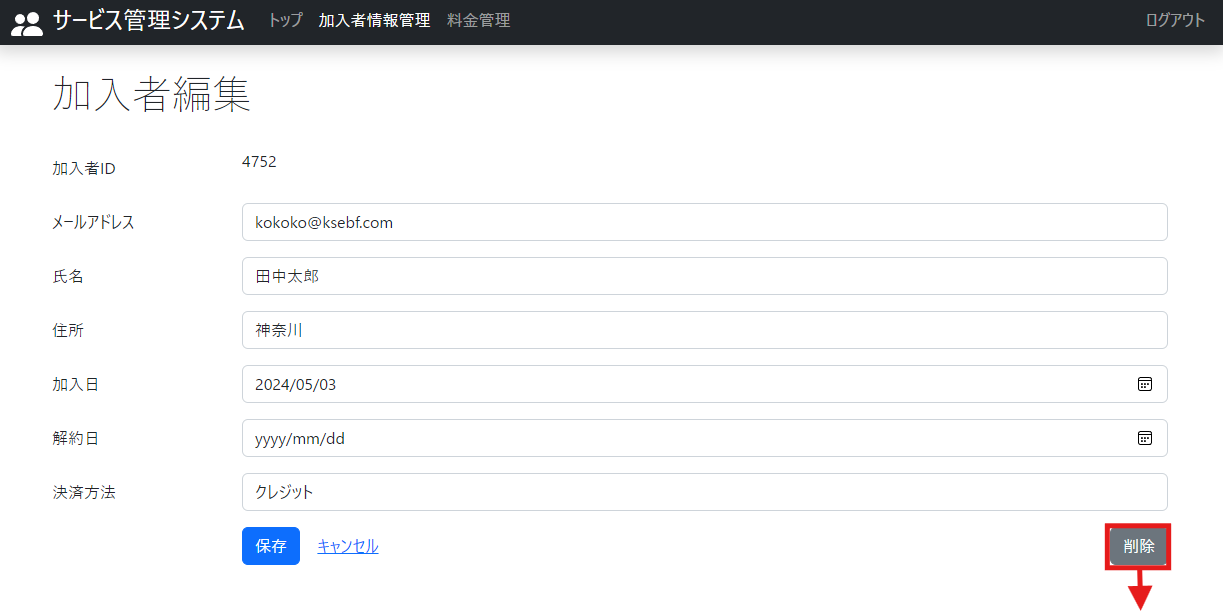 サービス管理システム トップ 加入者情報管理 料金管理 ログアウト
加入者編集
加入者ID 4752
メールアドレス kokoko@ksebf.com
氏名 田中太郎
住所 神奈川
加入日 2024/05/03
解約日 yyyy/mm/dd
決済方法 クレジット
保存 キャンセル 削除